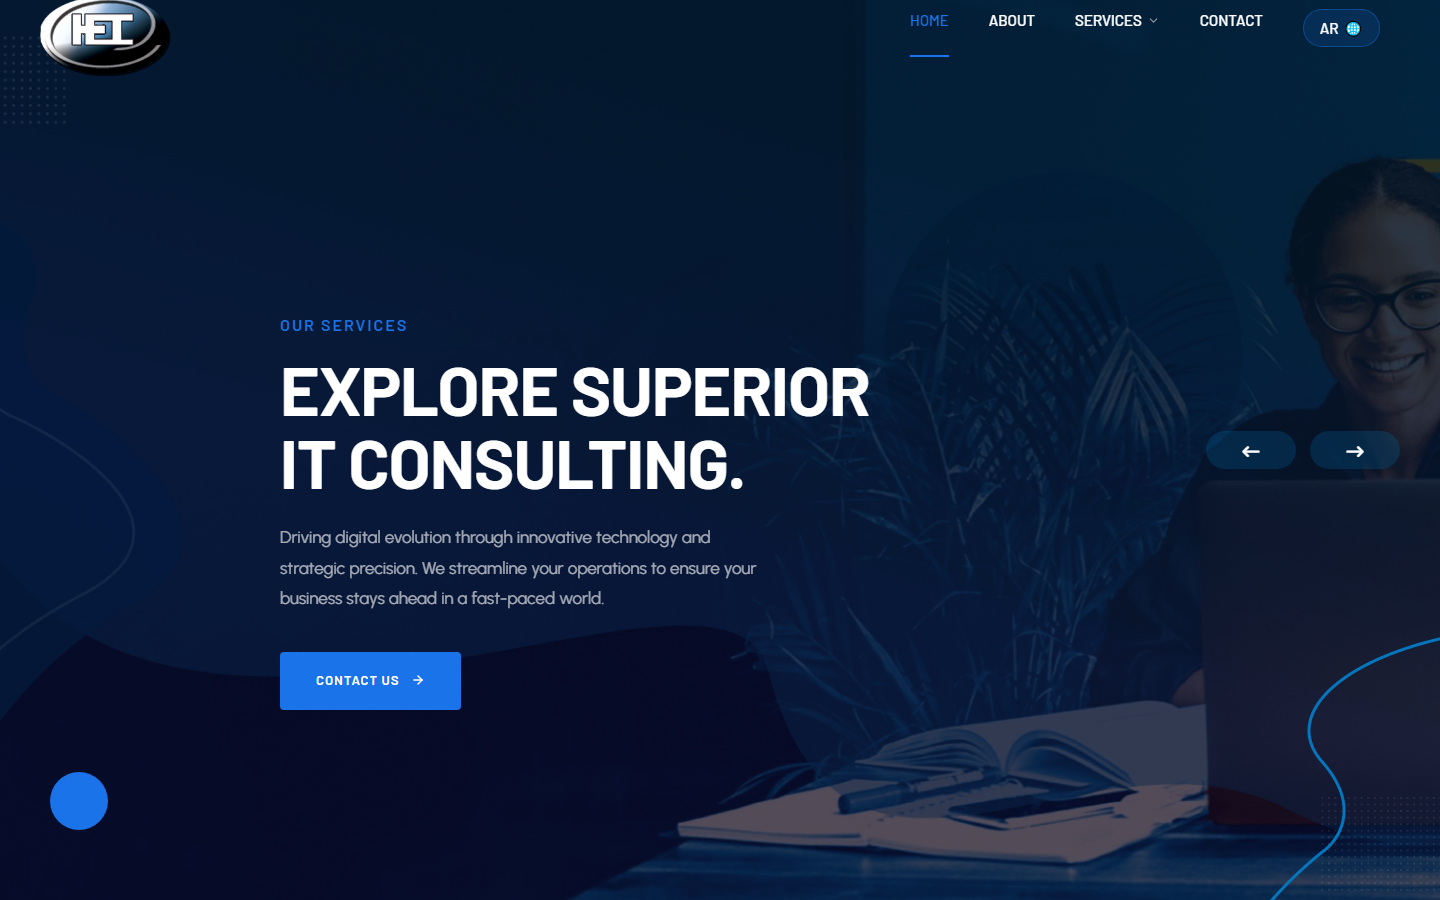 HEI
HOME
ABOUT
SERVICES
CONTACT
AR
OUR SERVICES
EXPLORE SUPERIOR
IT CONSULTING.
Driving digital evolution through innovative technology and
strategic precision. We streamline your operations to ensure your
business stays ahead in a fast-paced world.
CONTACT US